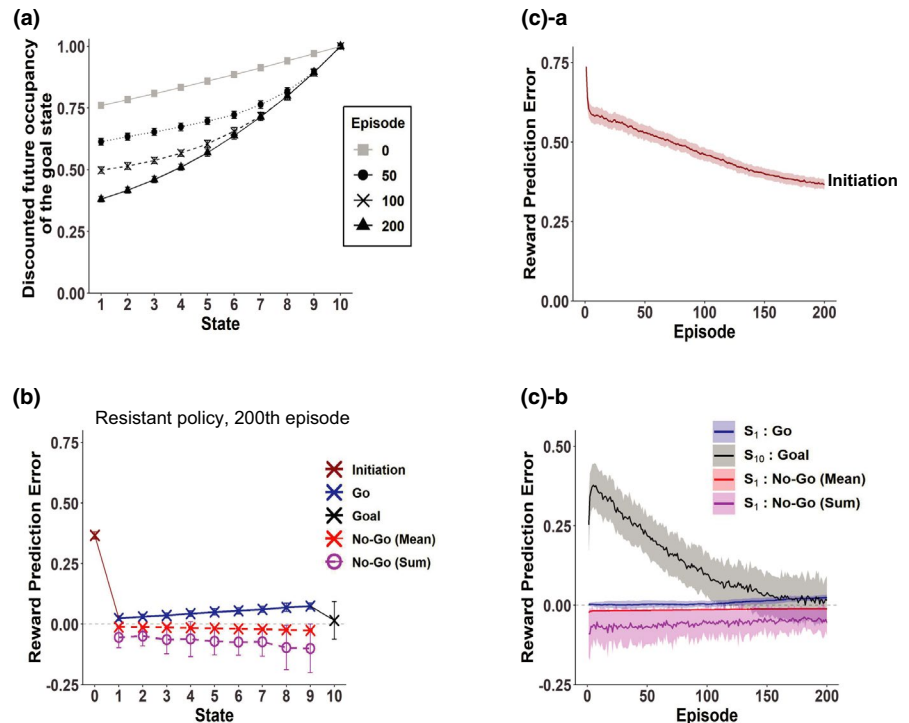 (a)
Discounted future occupancy
of the goal state
1.00
0.75
0.50
0.25
0.00
1 2 3 4 5 6 7 8 9 10
State
Episode
0
50
100
200
(c)-a
Reward Prediction Error
0.75
0.50
0.25
0.00
0 50 100 150 200
Episode
Initiation
(b)
Resistant policy, 200th episode
Reward Prediction Error
0.75
0.50
0.25
0.00
-0.25
0 1 2 3 4 5 6 7 8 9 10
State
Initiation
Go
Goal
No-Go (Mean)
No-Go (Sum)
(c)-b
S1 : Go
S10 : Goal
S1 : No-Go (Mean)
S1 : No-Go (Sum)
Reward Prediction Error
0.50
0.25
0.00
-0.25
0 50 100 150 200
Episode